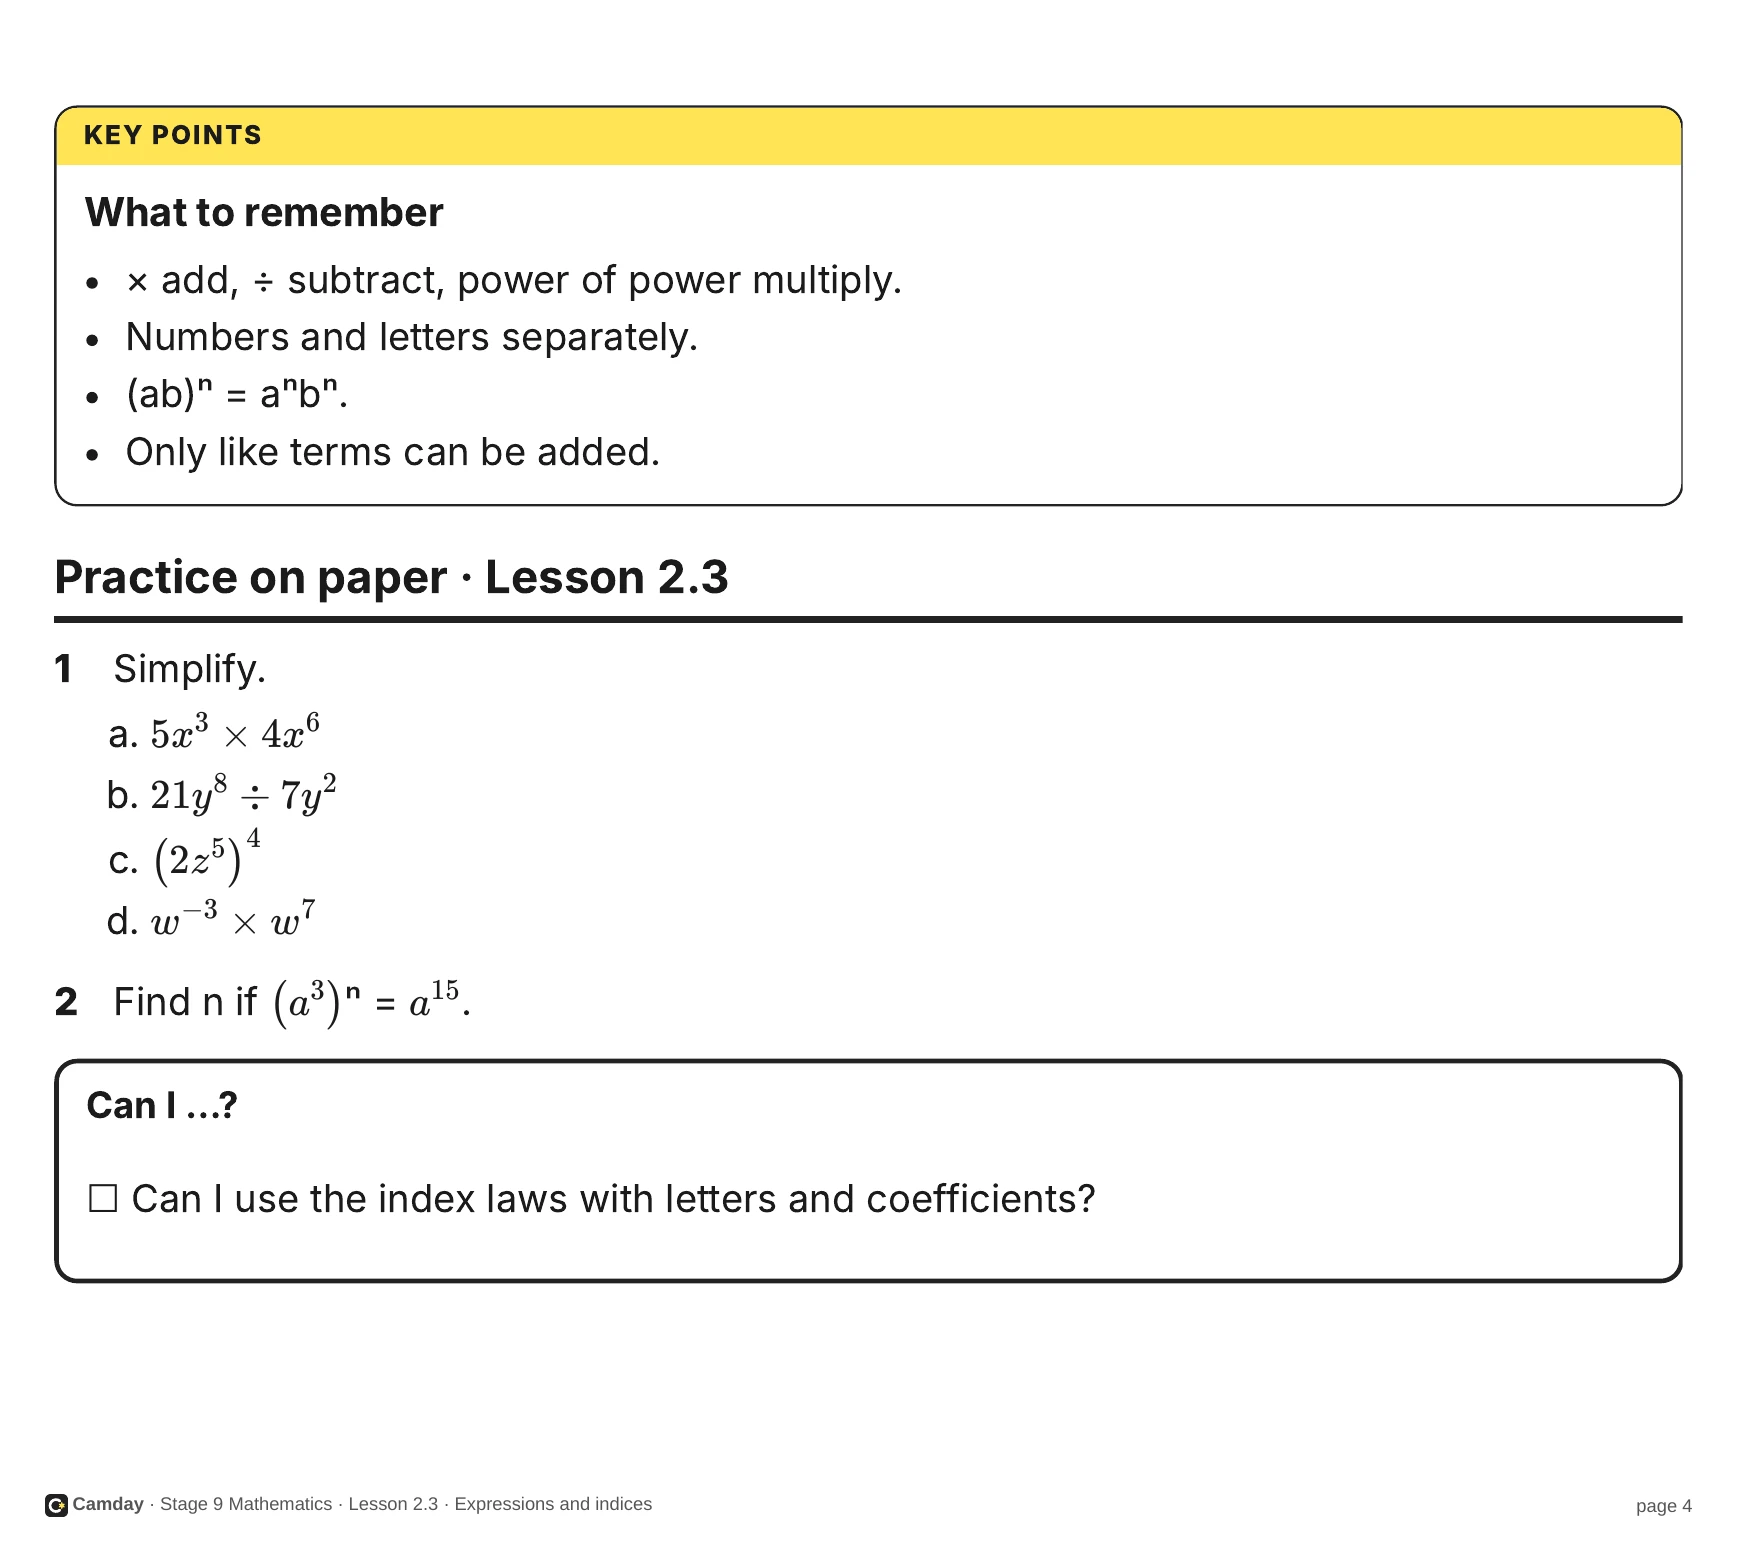 KEY POINTS
What to remember
• × add, ÷ subtract, power of power multiply.
• Numbers and letters separately.
• (ab)ⁿ = aⁿbⁿ.
• Only like terms can be added.
Practice on paper · Lesson 2.3
1 Simplify.
a. 5x³ × 4x⁶
b. 21y⁸ ÷ 7y²
c. (2z⁵)⁴
d. w⁻³ × w⁷
2 Find n if (a³)ⁿ = a¹⁵.
Can I …?
☐ Can I use the index laws with letters and coefficients?
Camday · Stage 9 Mathematics · Lesson 2.3 · Expressions and indices
page 4